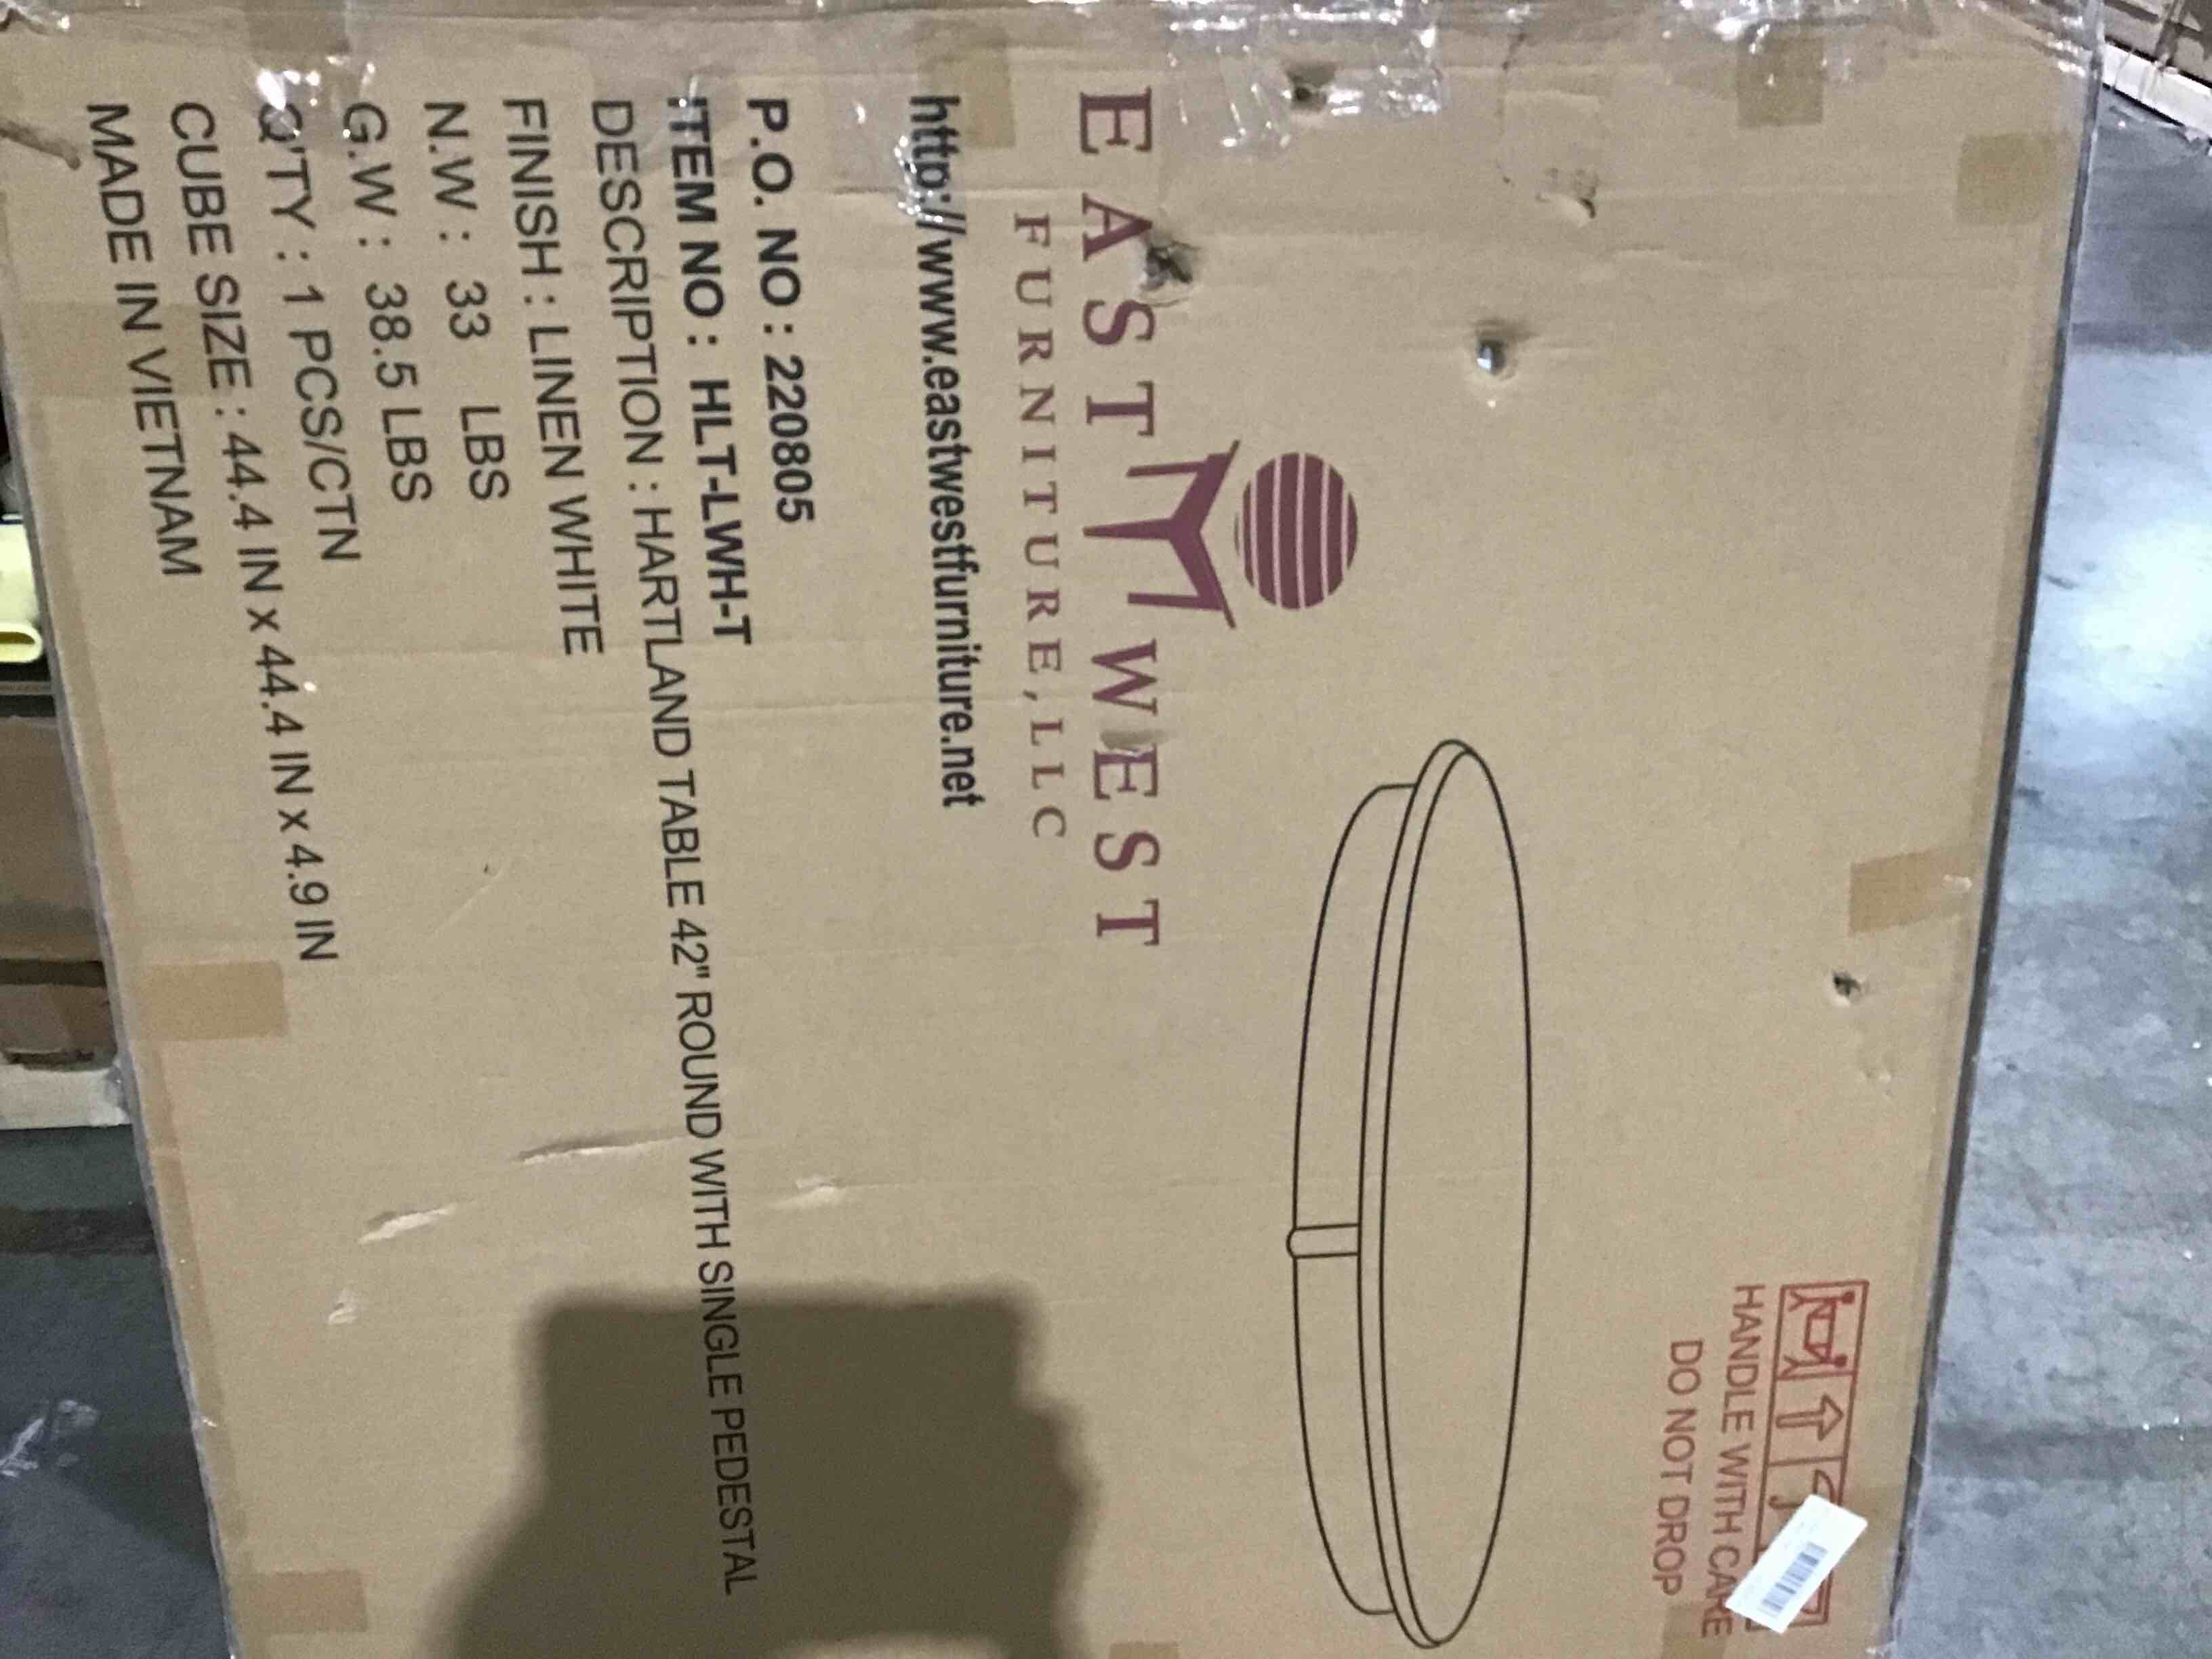 HANDLE WITH CARE
DO NOT DROP
EAST WEST
FURNITURE, LLC
http://www.eastwestfurniture.net
P.O. NO : 220805
ITEM NO : HLT-LWH-T
DESCRIPTION : HARTLAND TABLE 42" ROUND WITH SINGLE PEDESTAL
FINISH : LINEN WHITE
N.W : 33 LBS
G.W : 38.5 LBS
Q'TY : 1 PCS/CTN
CUBE SIZE : 44.4 IN x 44.4 IN x 4.9 IN
MADE IN VIETNAM